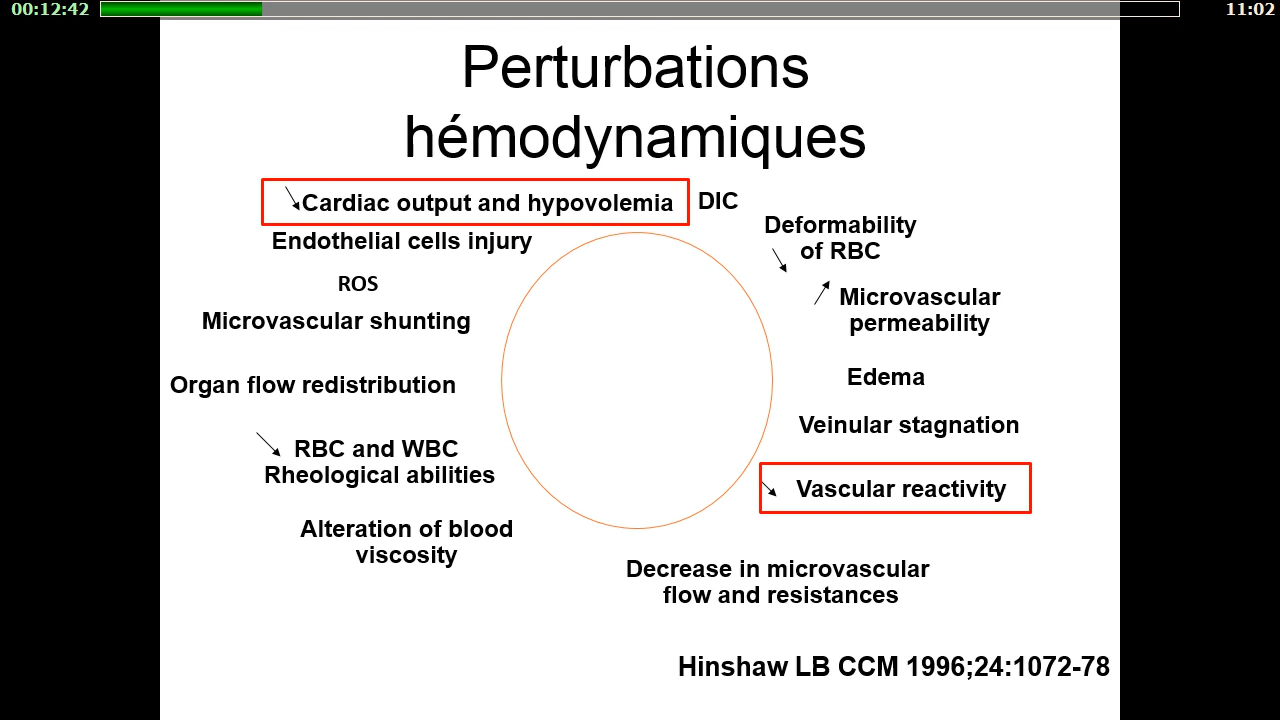 00:12:42
11:02
Perturbations
hémodynamiques
Cardiac output and hypovolemia
DIC
Endothelial cells injury
Deformability
of RBC
ROS
Microvascular
permeability
Microvascular shunting
Edema
Organ flow redistribution
Veinular stagnation
RBC and WBC
Rheological abilities
Vascular reactivity
Alteration of blood
viscosity
Decrease in microvascular
flow and resistances
Hinshaw LB CCM 1996;24:1072-78